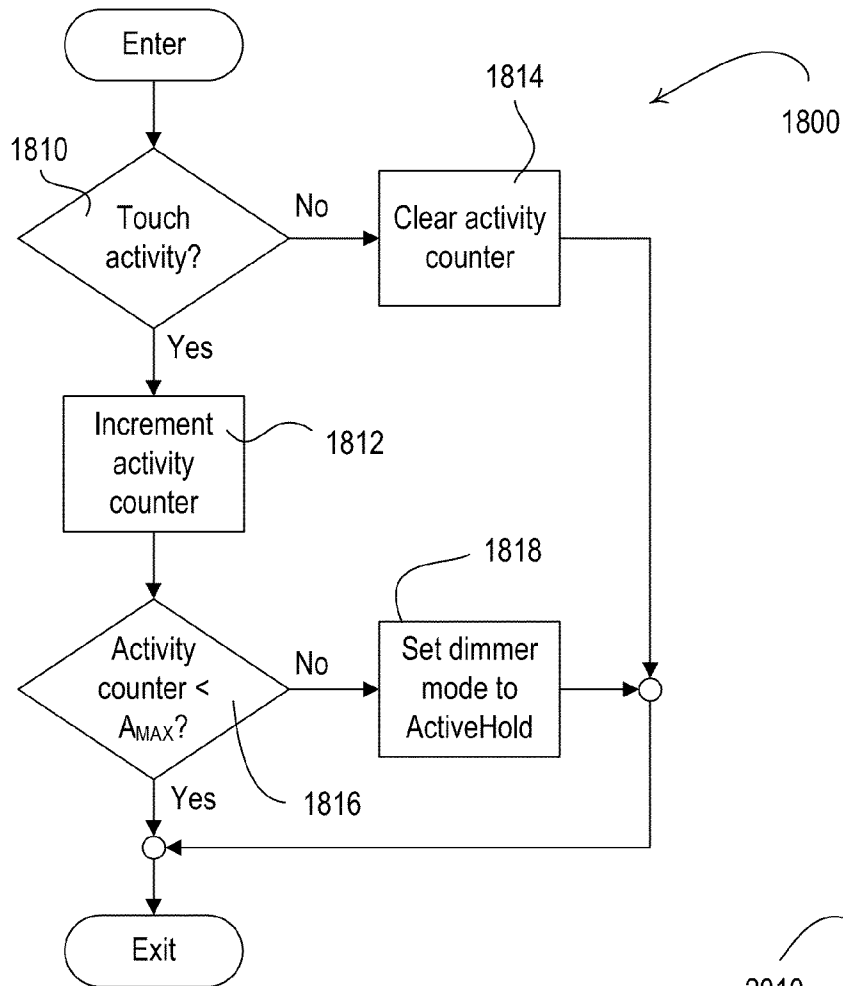 Enter
1814
1800
1810
Touch
activity?
No
Clear activity
counter
Yes
Increment
activity
counter
1812
1818
Activity
counter <
AMAX?
No
Set dimmer
mode to
ActiveHold
Yes
1816
Exit